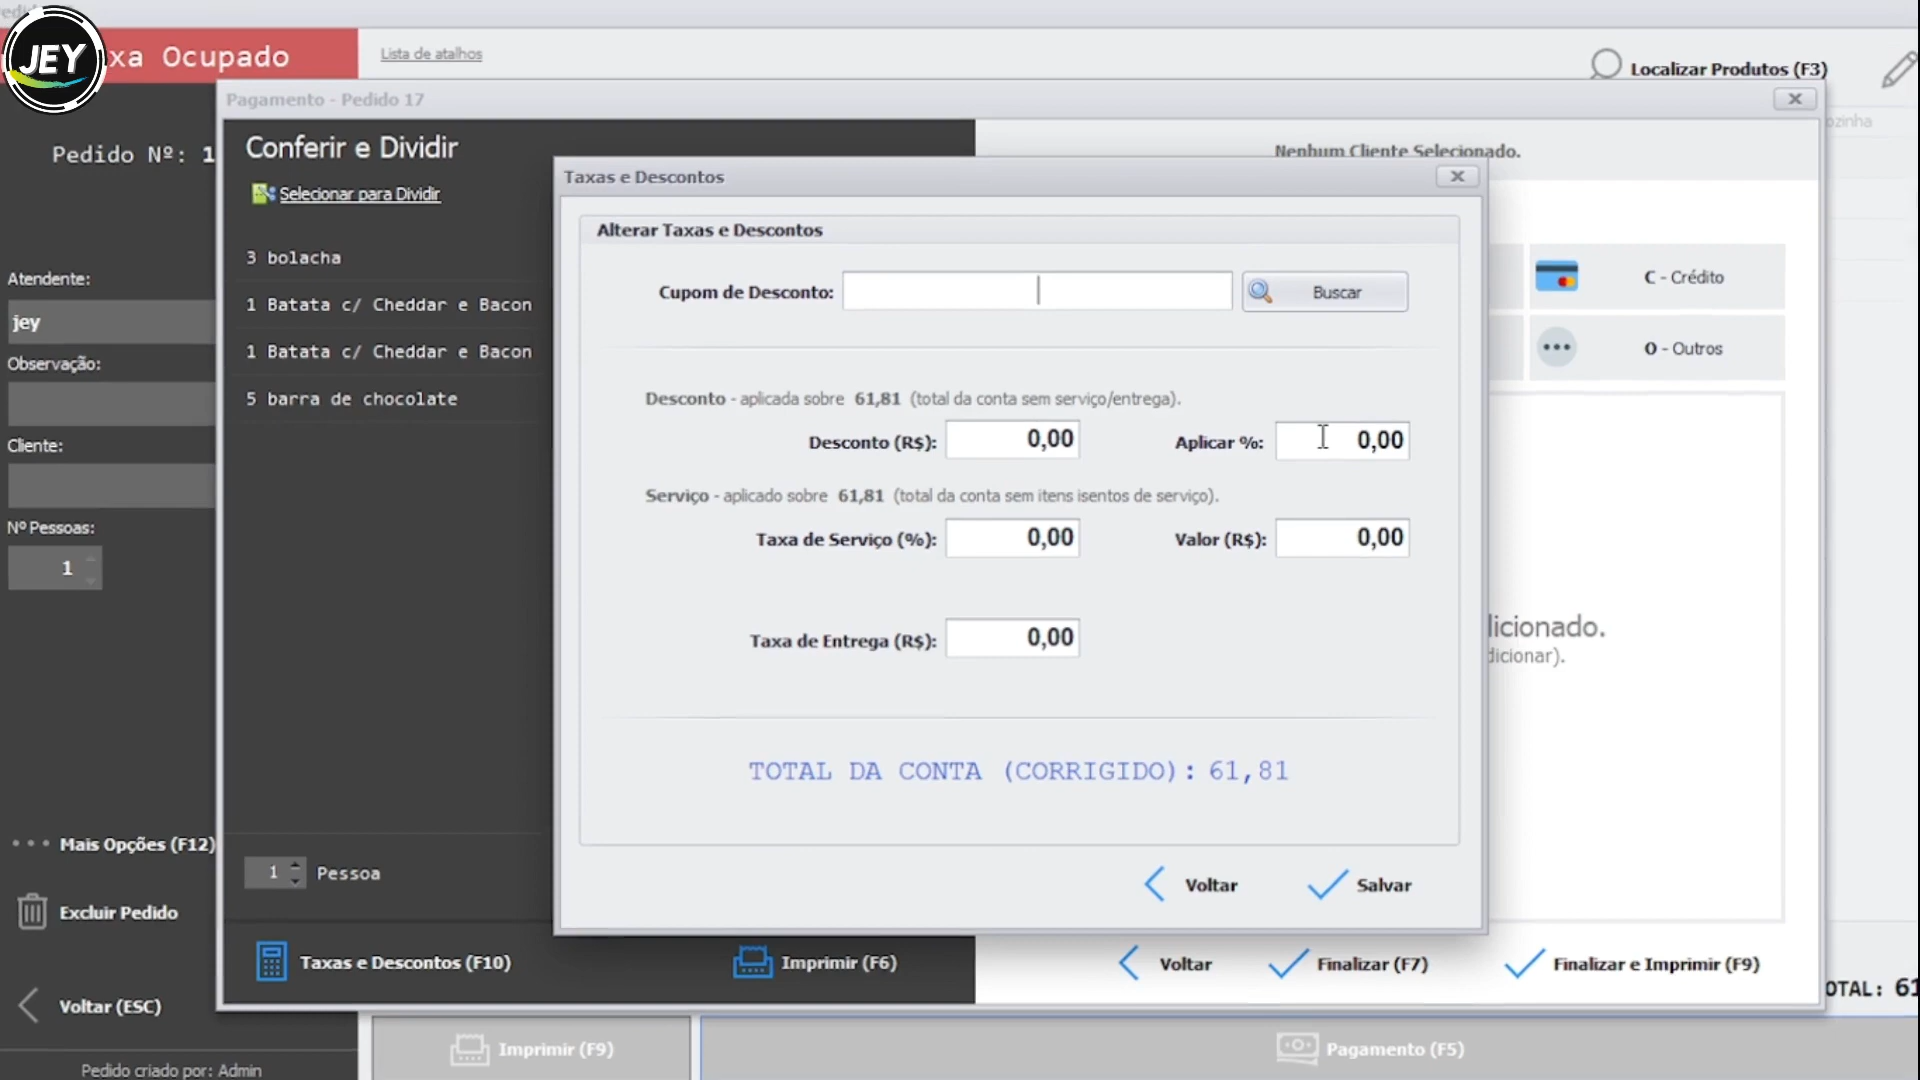 JEY
xa Ocupado
Lista de atalhos
Localizar Produtos (F3)
Pagamento - Pedido 17
ozinha
Pedido Nº: 1
Conferir e Dividir
Selecionar para Dividir
Nenhum Cliente Selecionado.
Taxas e Descontos
Alterar Taxas e Descontos
Cupom de Desconto:
Buscar
3 bolacha
1 Batata c/ Cheddar e Bacon
1 Batata c/ Cheddar e Bacon
5 barra de chocolate
Atendente:
jey
Observação:
Cliente:
Nº Pessoas:
1
C - Crédito
O - Outros
Desconto - aplicada sobre 61,81 (total da conta sem serviço/entrega).
Desconto (R$): 0,00
Aplicar %: 0,00
Serviço - aplicado sobre 61,81 (total da conta sem itens isentos de serviço).
Taxa de Serviço (%): 0,00
Valor (R$): 0,00
Taxa de Entrega (R$): 0,00
licionado.
dicionar).
TOTAL DA CONTA (CORRIGIDO): 61,81
Voltar
Salvar
Mais Opções (F12)
1 Pessoa
Excluir Pedido
Taxas e Descontos (F10)
Imprimir (F6)
Voltar
Finalizar (F7)
Finalizar e Imprimir (F9)
OTAL: 61
Voltar (ESC)
Imprimir (F9)
Pagamento (F5)
Pedido criado por: Admin